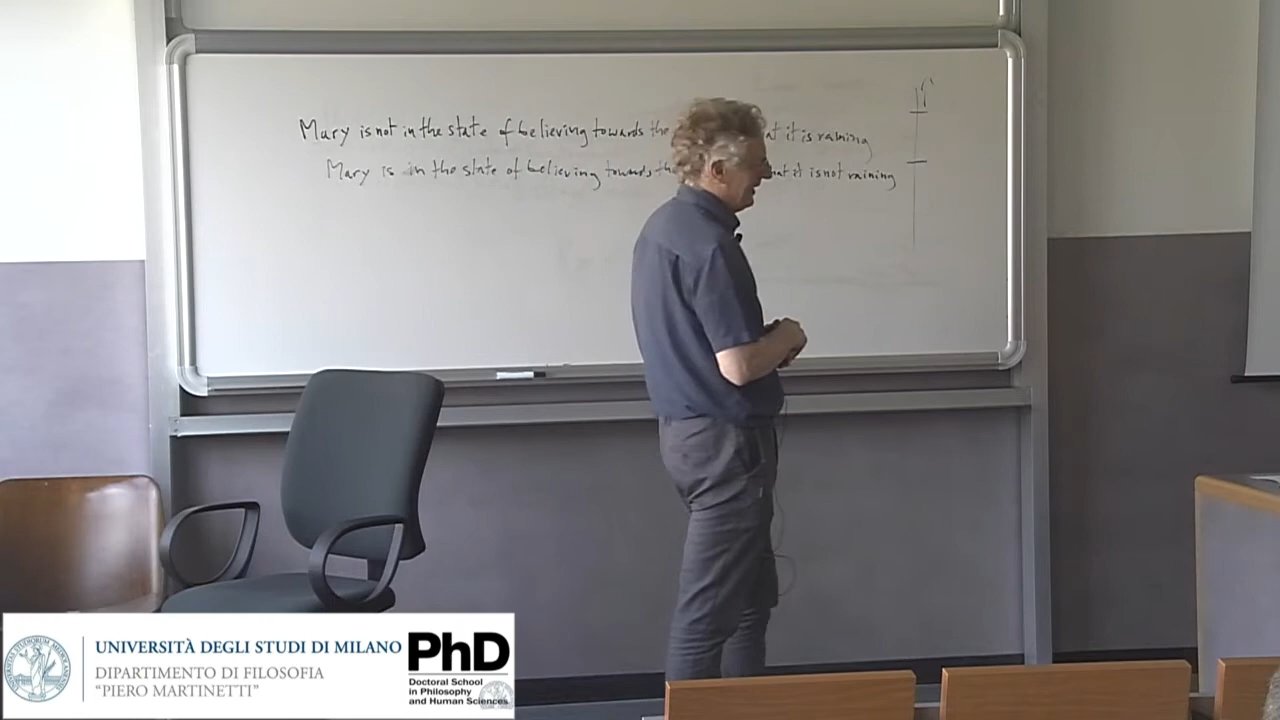 Mary is not in the state of believing towards the at it is raining
Mary is in the state of believing towards th at it is not raining
UNIVERSITÀ DEGLI STUDI DI MILANO
DIPARTIMENTO DI FILOSOFIA
“PIERO MARTINETTI”
PhD
Doctoral School
in Philosophy
and Human Sciences